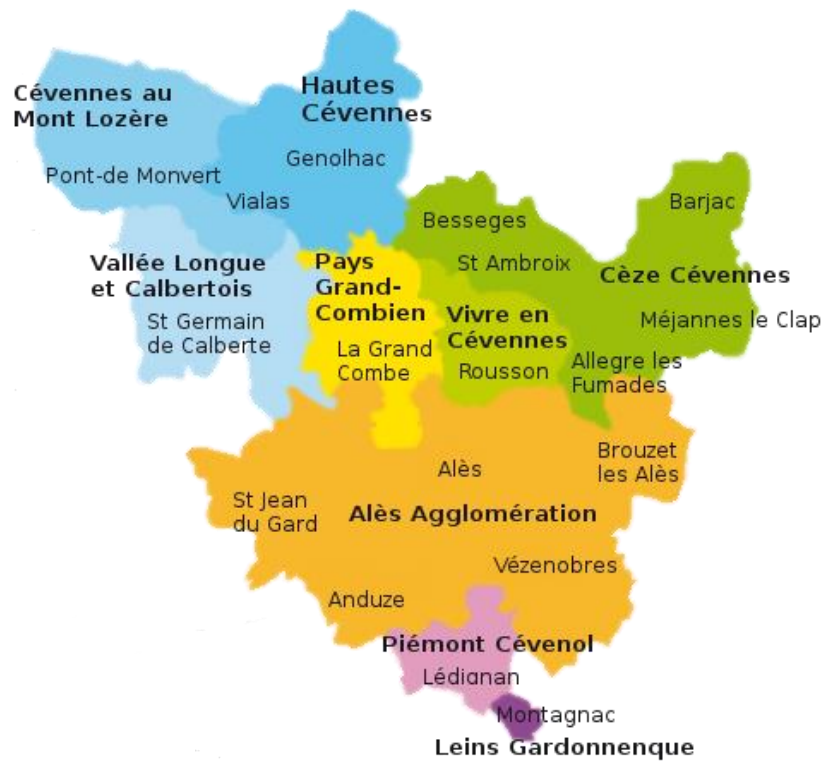 Hautes
Cévennes
Cévennes au
Mont Lozère
Genolhac
Pont-de Monvert
Vialas
Barjac
Besseges
Vallée Longue
et Calbertois
Pays
Grand-
Combien
St Ambroix
Cèze Cévennes
St Germain
de Calberte
Vivre en
Cévennes
Méjannes le Clap
La Grand
Combe
Rousson
Allegre les
Fumades
Brouzet
les Alès
Alès
St Jean
du Gard
Alès Agglomération
Vézenobres
Anduze
Piémont Cévenol
Lédignan
Montagnac
Leins Gardonnenque